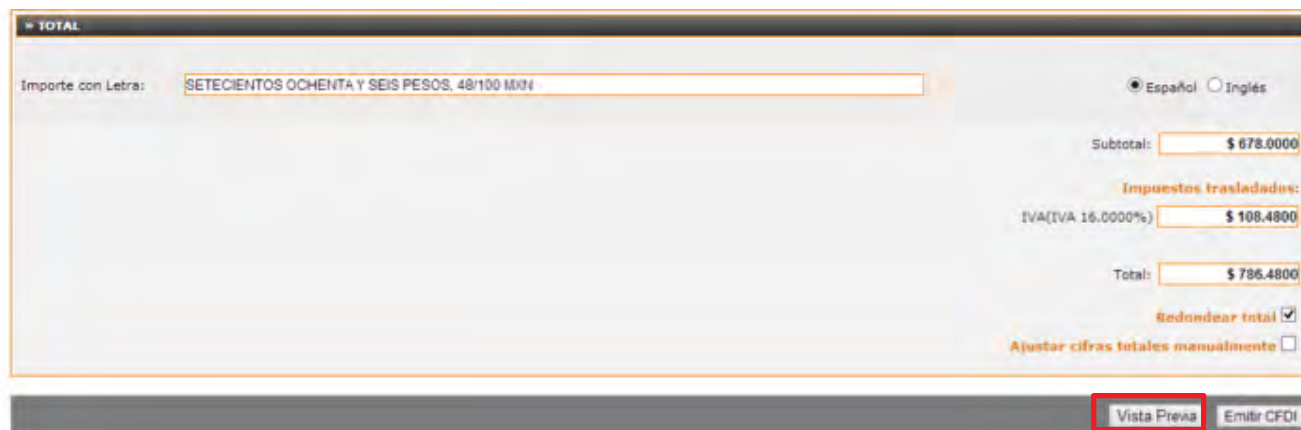 » TOTAL
Importe con Letra: SETECIENTOS OCHENTA Y SEIS PESOS, 48/100 MXN
Español Inglés
Subtotal: $ 678.0000
Impuestos trasladados:
IVA(IVA 16.0000%) $ 108.4800
Total: $ 786.4800
Redondear total
Ajustar cifras totales manualmente
Vista Previa Emitir CFDI